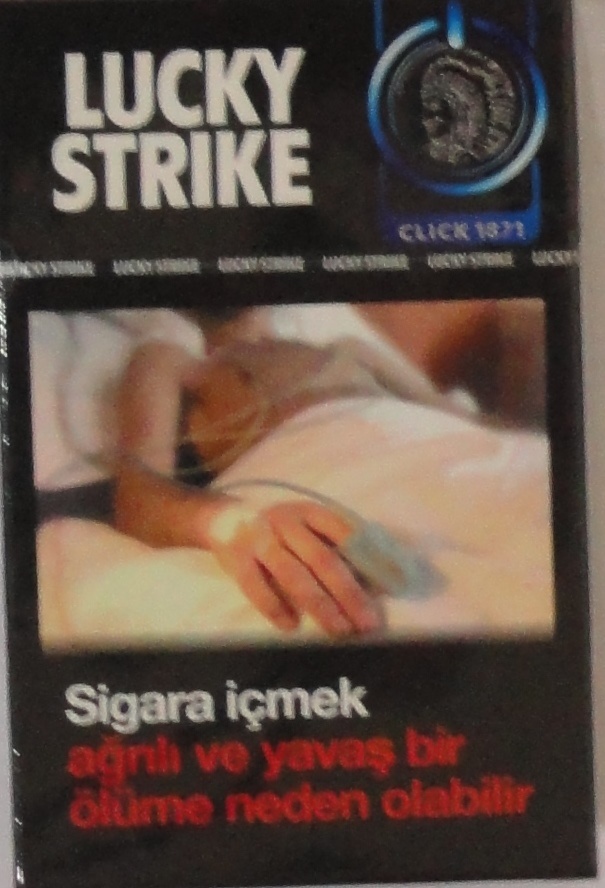 LUCKY
STRIKE
CLICK 1871
LUCKY STRIKE LUCKY STRIKE LUCKY STRIKE LUCKY STRIKE LUCKY STRIKE LUCKY
Sigara içmek
ağrılı ve yavaş bir
ölüme neden olabilir